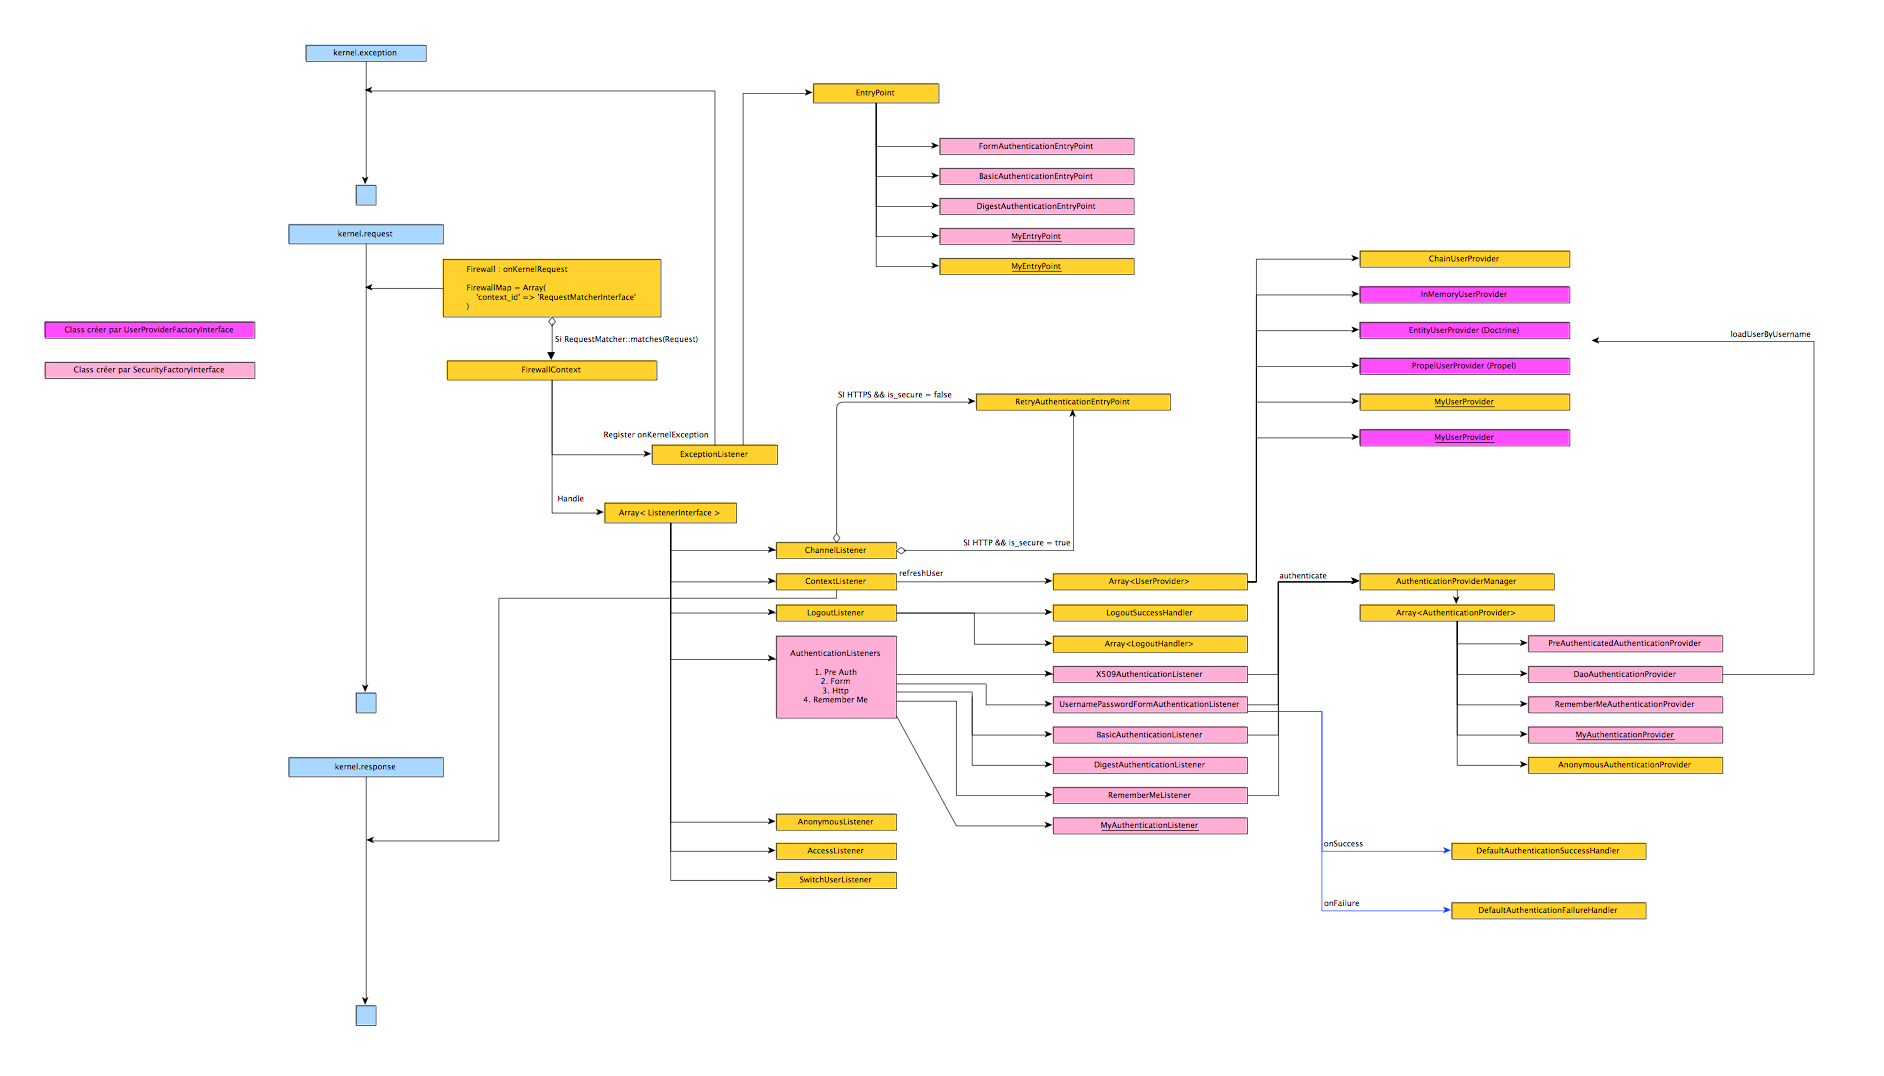 kernel.exception
EntryPoint
FormAuthenticationEntryPoint
BasicAuthenticationEntryPoint
DigestAuthenticationEntryPoint
MyEntryPoint
MyEntryPoint
kernel.request
Firewall : onKernelRequest
FirewallMap = Array(
'context_id' => 'RequestMatcherInterface'
)
Si RequestMatcher::matches(Request)
FirewallContext
Class créer par UserProviderFactoryInterface
Class créer par SecurityFactoryInterface
Register onKernelException
ExceptionListener
Handle
Array< ListenerInterface >
SI HTTPS && is_secure = false
RetryAuthenticationEntryPoint
SI HTTP && is_secure = true
ChainUserProvider
InMemoryUserProvider
EntityUserProvider (Doctrine)
PropelUserProvider (Propel)
MyUserProvider
MyUserProvider
loadUserByUsername
ChannelListener
ContextListener
refreshUser
Array<UserProvider>
LogoutListener
LogoutSuccessHandler
Array<LogoutHandler>
AuthenticationListeners
1. Pre Auth
2. Form
3. Http
4. Remember Me
X509AuthenticationListener
UsernamePasswordFormAuthenticationListener
BasicAuthenticationListener
DigestAuthenticationListener
RememberMeListener
MyAuthenticationListener
authenticate
AuthenticationProviderManager
Array<AuthenticationProvider>
PreAuthenticatedAuthenticationProvider
DaoAuthenticationProvider
RememberMeAuthenticationProvider
MyAuthenticationProvider
AnonymousAuthenticationProvider
kernel.response
AnonymousListener
AccessListener
SwitchUserListener
onSuccess
DefaultAuthenticationSuccessHandler
onFailure
DefaultAuthenticationFailureHandler